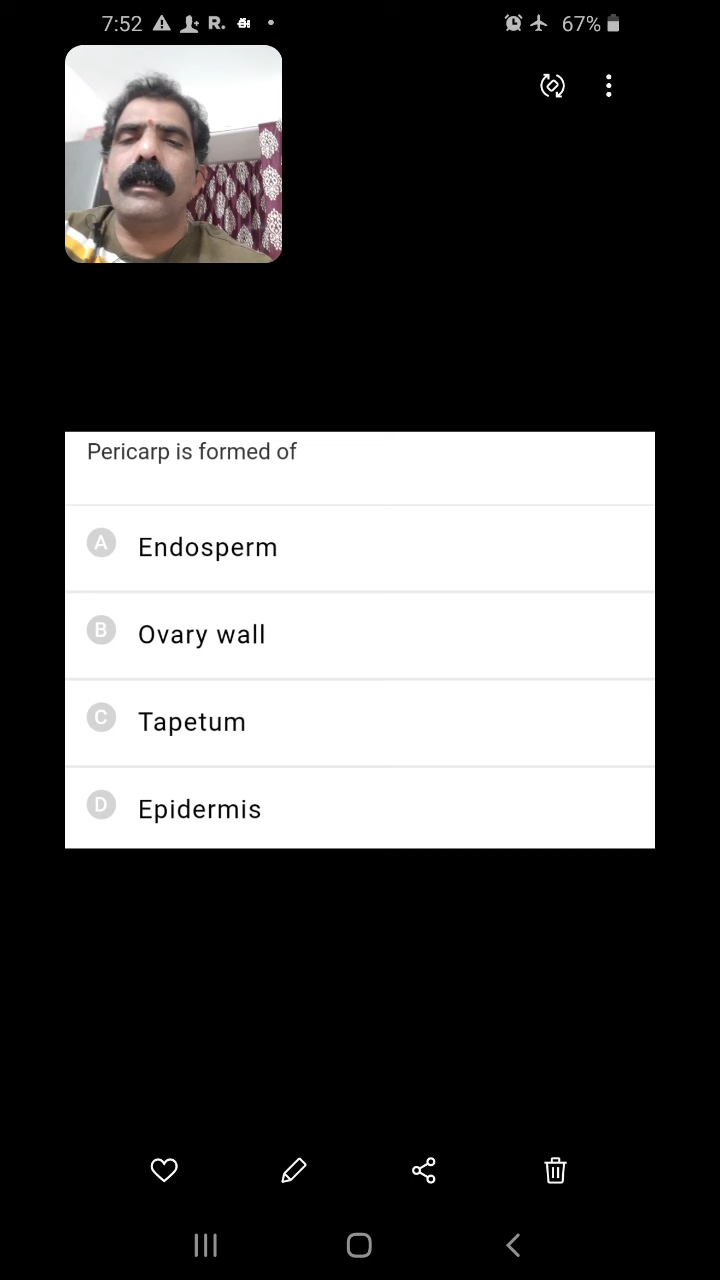 7:52 R. 67%
Pericarp is formed of
A Endosperm
B Ovary wall
C Tapetum
D Epidermis